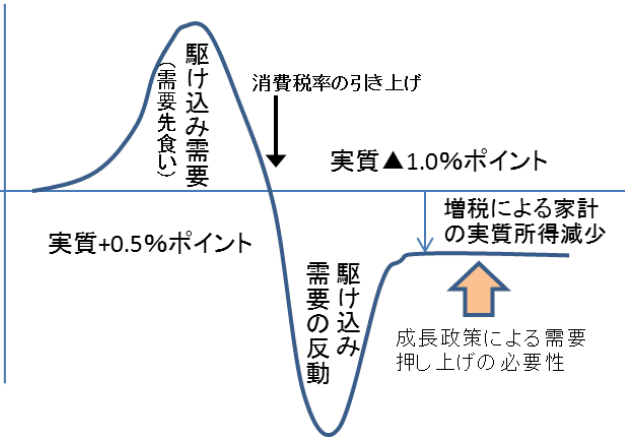 駆け込み需要
（需要先食い）
消費税率の引き上げ
実質▲1.0%ポイント
実質+0.5%ポイント
増税による家計
の実質所得減少
駆け込み
需要の反動
成長政策による需要
押し上げの必要性